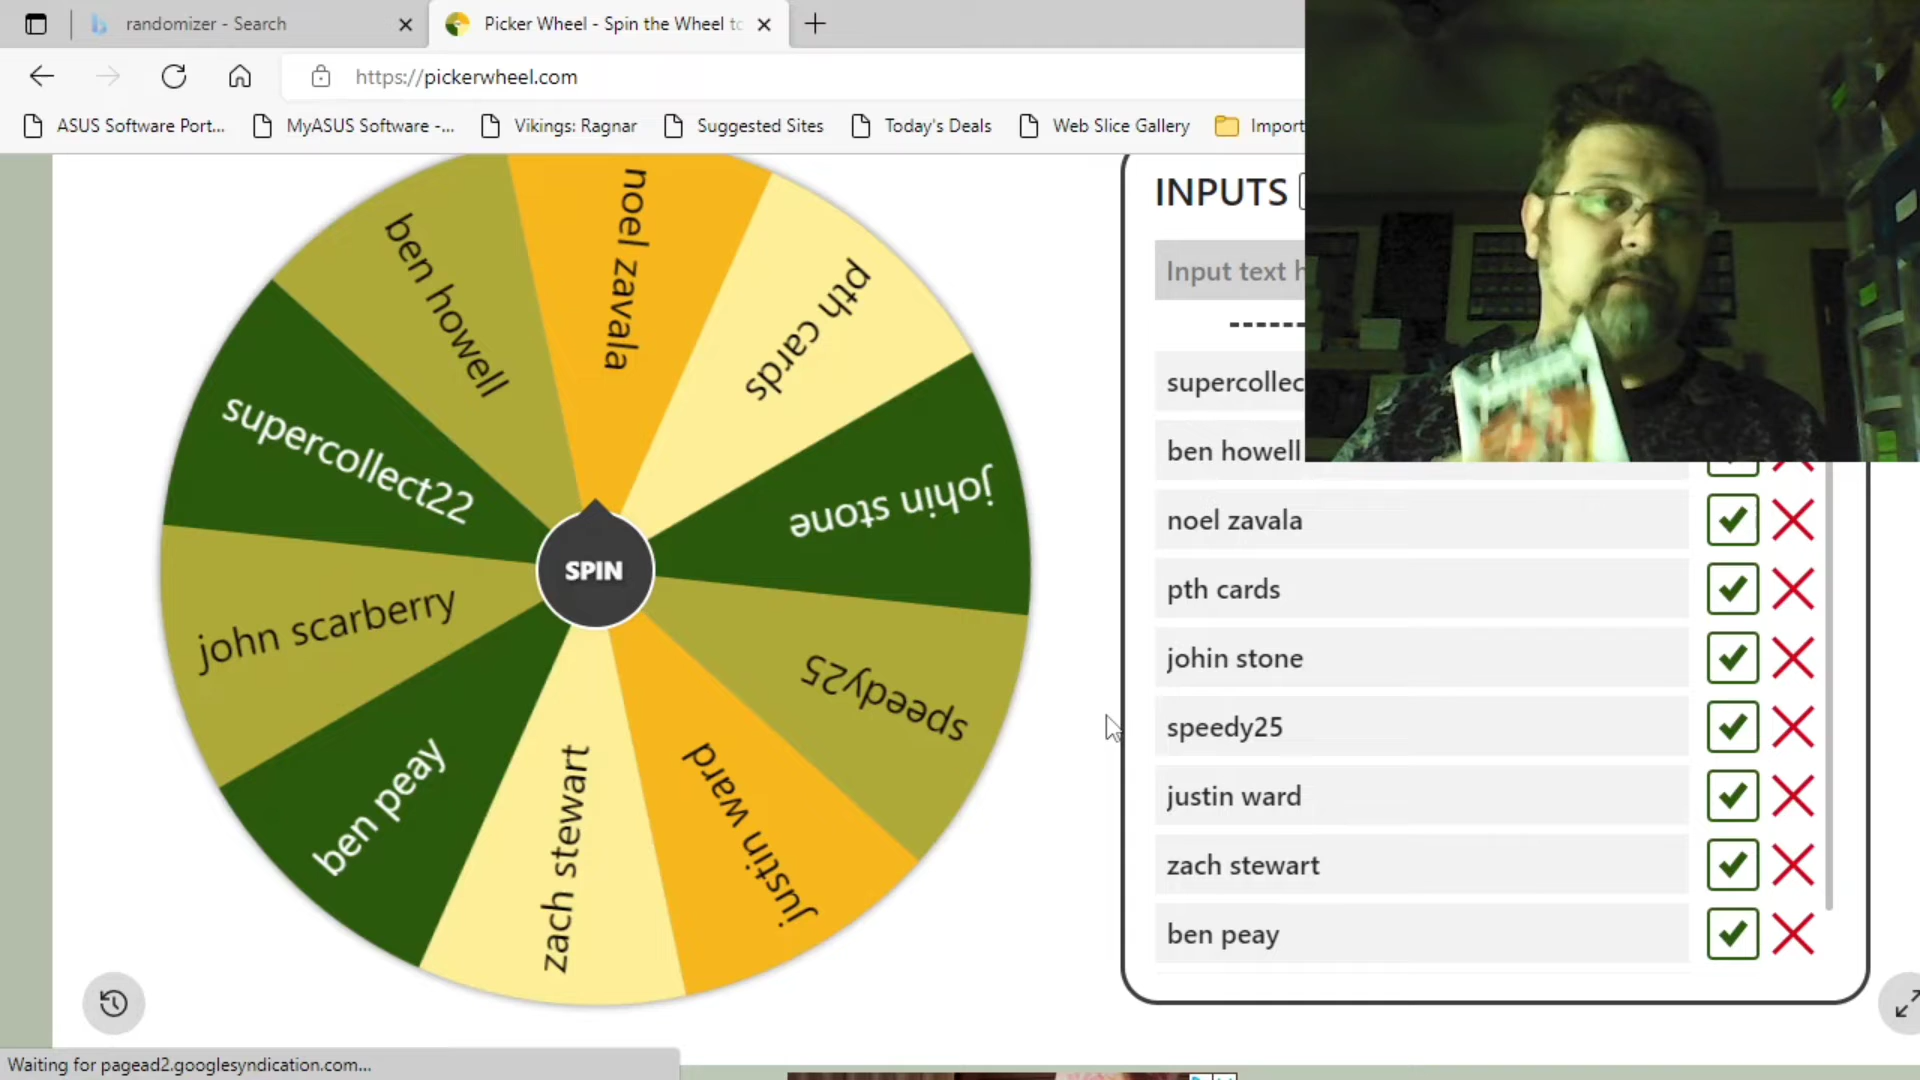 randomizer - Search
Picker Wheel - Spin the Wheel to
https://pickerwheel.com
ASUS Software Port...
MyASUS Software -...
Vikings: Ragnar
Suggested Sites
Today's Deals
Web Slice Gallery
Import
noel zavala
pth cards
johin stone
speedy25
justin ward
zach stewart
ben peay
john scarberry
supercollect22
ben howell
SPIN
INPUTS
Input text h
supercollec
ben howell
noel zavala
pth cards
johin stone
speedy25
justin ward
zach stewart
ben peay
Waiting for pagead2.googlesyndication.com...